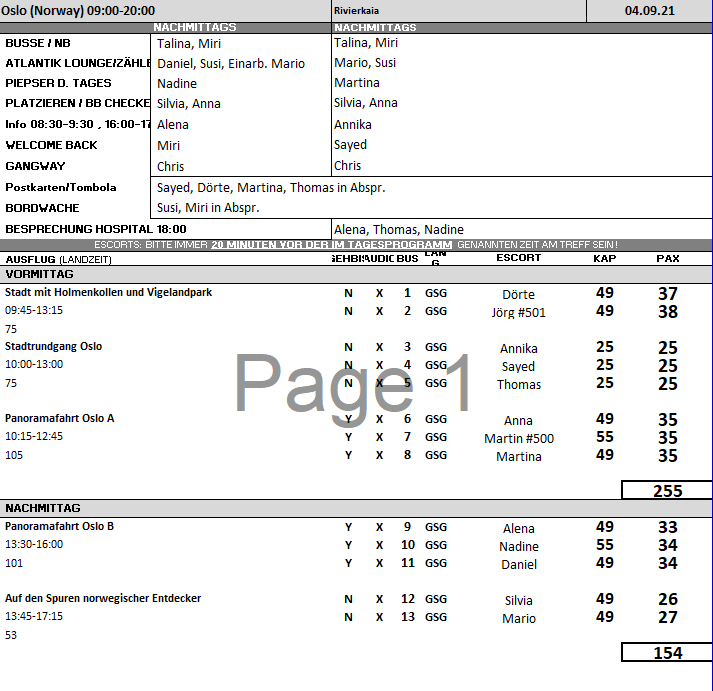 Oslo (Norway) 09:00-20:00 Rivierkaia 04.09.21
NACHMITTAGS NACHMITTAGS
BUSSE / NB Talina, Miri Talina, Miri
ATLANTIK LOUNGE/ZÄHLE Daniel, Susi, Einarb. Mario Mario, Susi
PIEPSER D. TAGES Nadine Martina
PLATZIEREN / BB CHECKE Silvia, Anna Silvia, Anna
Info 08:30-9:30 , 16:00-17 Alena Annika
WELCOME BACK Miri Sayed
GANGWAY Chris Chris
Postkarten/Tombola Sayed, Dörte, Martina, Thomas in Abspr.
BORDWACHE Susi, Miri in Abspr.
BESPRECHUNG HOSPITAL 18:00 Alena, Thomas, Nadine
ESCORTS: BITTE IMMER 20 MINUTEN VOR DER IM TAGESPROGRAMM GENANNTEN ZEIT AM TREFF SEIN!
AUSFLUG (LANDZEIT) BUS ESCORT KAP PAX
VORMITTAG
Stadt mit Holmenkollen und Vigelandpark N X 1 GSG Dörte 49 37
09:45-13:15 N X 2 GSG Jörg #501 49 38
75
Stadtrundgang Oslo N X 3 GSG Annika 25 25
10:00-13:00 N X 4 GSG Sayed 25 25
75 N X 5 GSG Thomas 25 25
Page 1
Panoramafahrt Oslo A Y X 6 GSG Anna 49 35
10:15-12:45 Y X 7 GSG Martin #500 55 35
105 Y X 8 GSG Martina 49 35
255
NACHMITTAG
Panoramafahrt Oslo B Y X 9 GSG Alena 49 33
13:30-16:00 Y X 10 GSG Nadine 55 34
101 Y X 11 GSG Daniel 49 34
Auf den Spuren norwegischer Entdecker N X 12 GSG Silvia 49 26
13:45-17:15 N X 13 GSG Mario 49 27
53
154